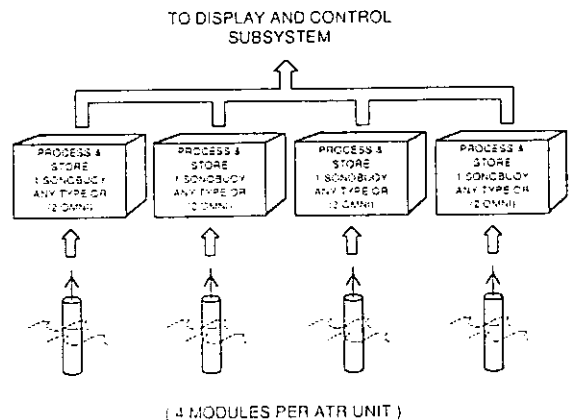 TO DISPLAY AND CONTROL
SUBSYSTEM
PROCESS &
STORE
1 SONOBUOY
ANY TYPE OR
(2 OMNI)
PROCESS &
STORE
1 SONOBUOY
ANY TYPE OR
(2 OMNI)
PROCESS &
STORE
1 SONOBUOY
ANY TYPE OR
(2 OMNI)
PROCESS &
STORE
1 SONOBUOY
ANY TYPE OR
(2 OMNI)
( 4 MODULES PER ATR UNIT )